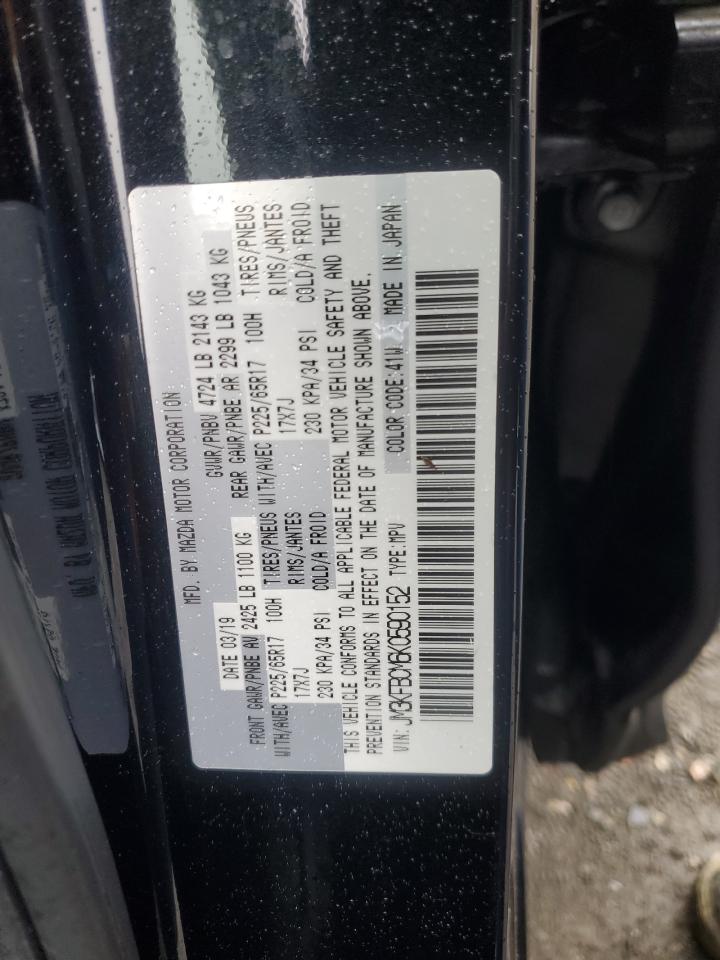 MFD. BY MAZDA MOTOR CORPORATION
DATE 03/19 GVWR/PNBV 4724 LB 2143 KG
FRONT GAWR/PNBE AV 2425 LB 1100 KG REAR GAWR/PNBE AR 2299 LB 1043 KG
WITH/AVEC P225/65R17 100H TIRES/PNEUS WITH/AVEC P225/65R17 100H TIRES/PNEUS
17X7J RIMS/JANTES 17X7J RIMS/JANTES
230 KPA/34 PSI COLD/A FROID 230 KPA/34 PSI COLD/A FROID
THIS VEHICLE CONFORMS TO ALL APPLICABLE FEDERAL MOTOR VEHICLE SAFETY AND THEFT
PREVENTION STANDARDS IN EFFECT ON THE DATE OF MANUFACTURE SHOWN ABOVE.
VIN: JM3KFBCM6K0590152 TYPE:MPV COLOR CODE:41W MADE IN JAPAN